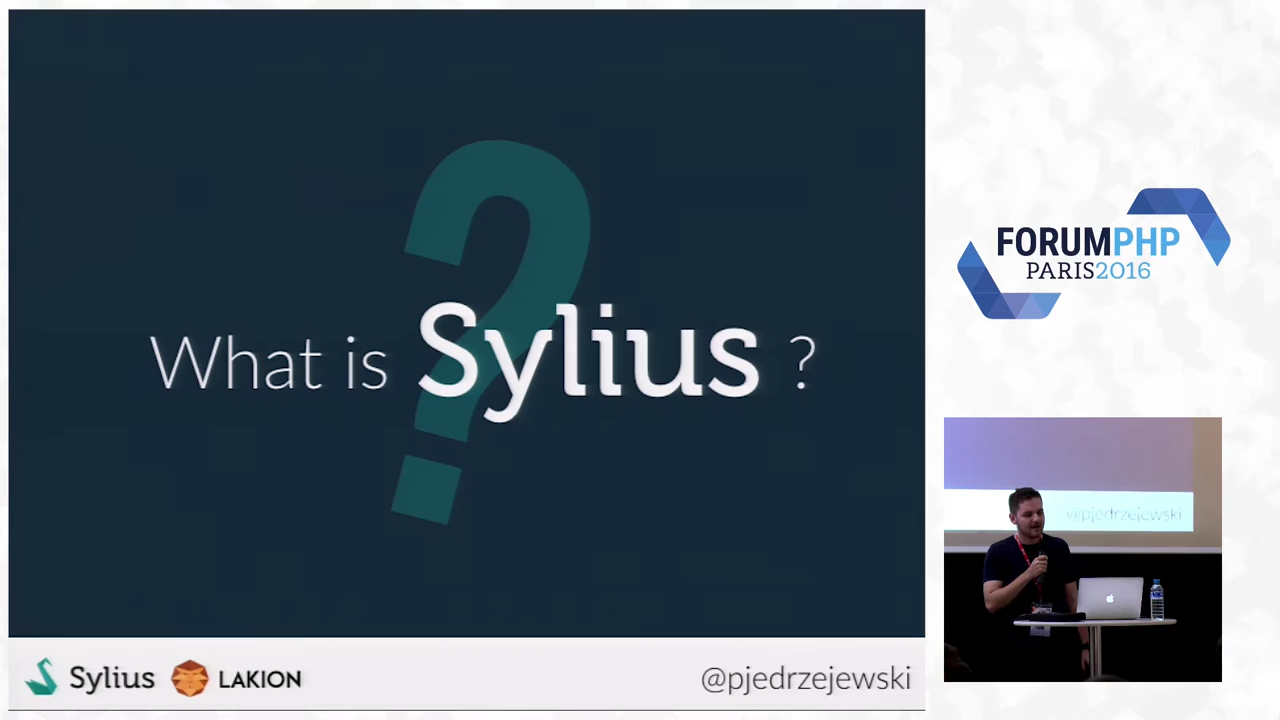 ?
What is Sylius ?
Sylius LAKION @pjedrzejewski
FORUMPHP
PARIS2016
@pjedrzejewski